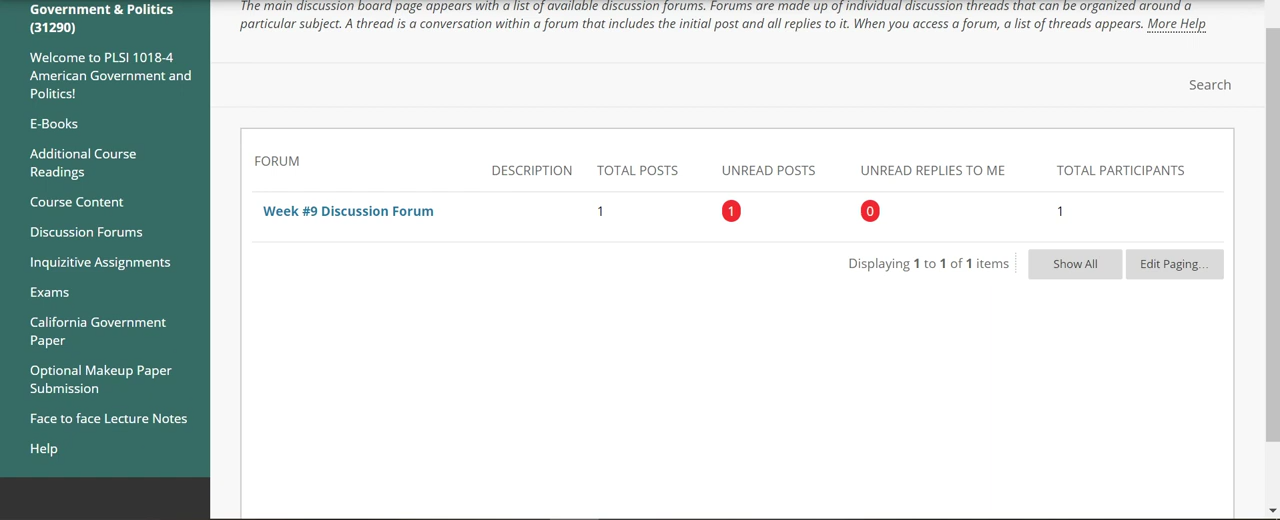 Government & Politics
(31290)
Welcome to PLSI 1018-4
American Government and
Politics!
E-Books
Additional Course
Readings
Course Content
Discussion Forums
Inquizitive Assignments
Exams
California Government
Paper
Optional Makeup Paper
Submission
Face to face Lecture Notes
Help
The main discussion board page appears with a list of available discussion forums. Forums are made up of individual discussion threads that can be organized around a
particular subject. A thread is a conversation within a forum that includes the initial post and all replies to it. When you access a forum, a list of threads appears. More Help
Search
FORUM DESCRIPTION TOTAL POSTS UNREAD POSTS UNREAD REPLIES TO ME TOTAL PARTICIPANTS
Week #9 Discussion Forum 1 1 0 1
Displaying 1 to 1 of 1 items Show All Edit Paging...